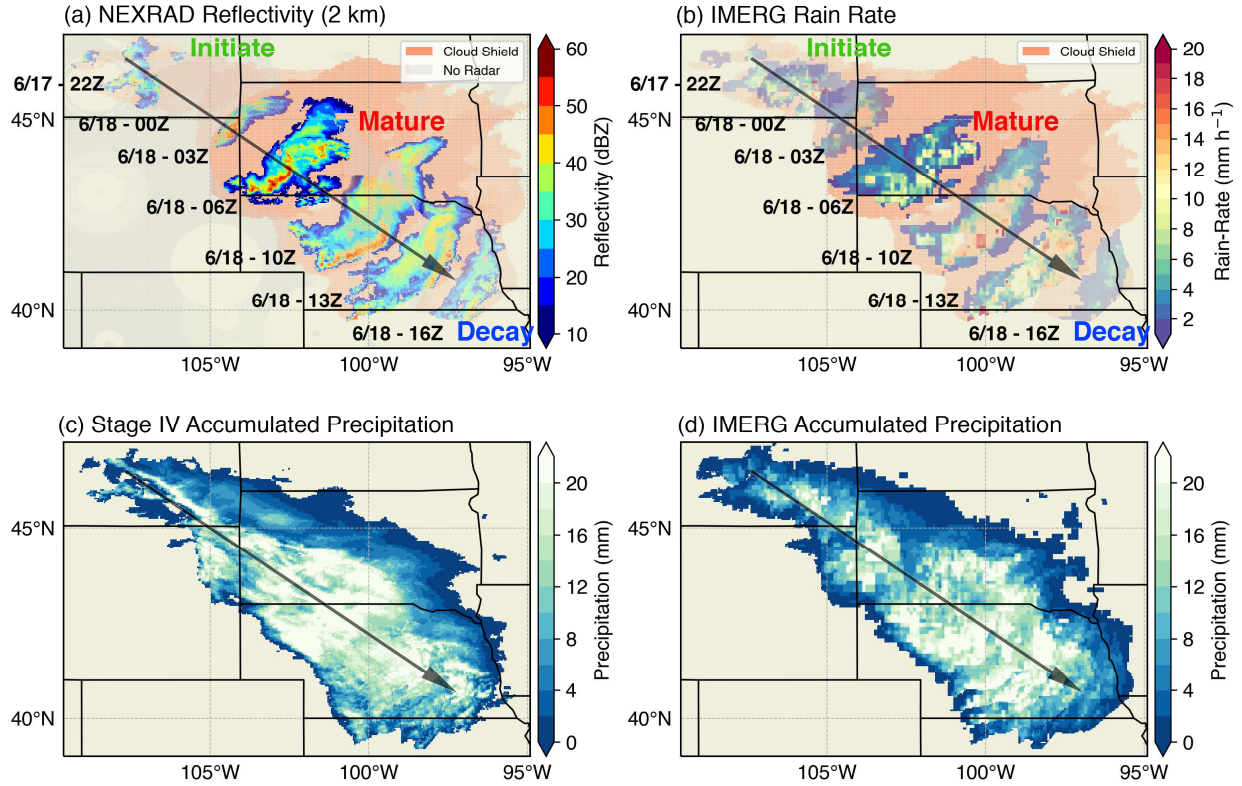 (a) NEXRAD Reflectivity (2 km)
Initiate
Cloud Shield
No Radar
6/17 - 22Z
6/18 - 00Z
45°N
Mature
6/18 - 03Z
6/18 - 06Z
6/18 - 10Z
6/18 - 13Z
40°N
6/18 - 16Z
Decay
105°W
100°W
95°W
60
50
40
30
20
10
Reflectivity (dBZ)
(b) IMERG Rain Rate
Initiate
Cloud Shield
6/17 - 22Z
6/18 - 00Z
45°N
Mature
6/18 - 03Z
6/18 - 06Z
6/18 - 10Z
6/18 - 13Z
40°N
6/18 - 16Z
Decay
105°W
100°W
95°W
20
18
16
14
12
10
8
6
4
2
Rain-Rate (mm h⁻¹)
(c) Stage IV Accumulated Precipitation
45°N
40°N
105°W
100°W
95°W
20
16
12
8
4
0
Precipitation (mm)
(d) IMERG Accumulated Precipitation
45°N
40°N
105°W
100°W
95°W
20
16
12
8
4
0
Precipitation (mm)